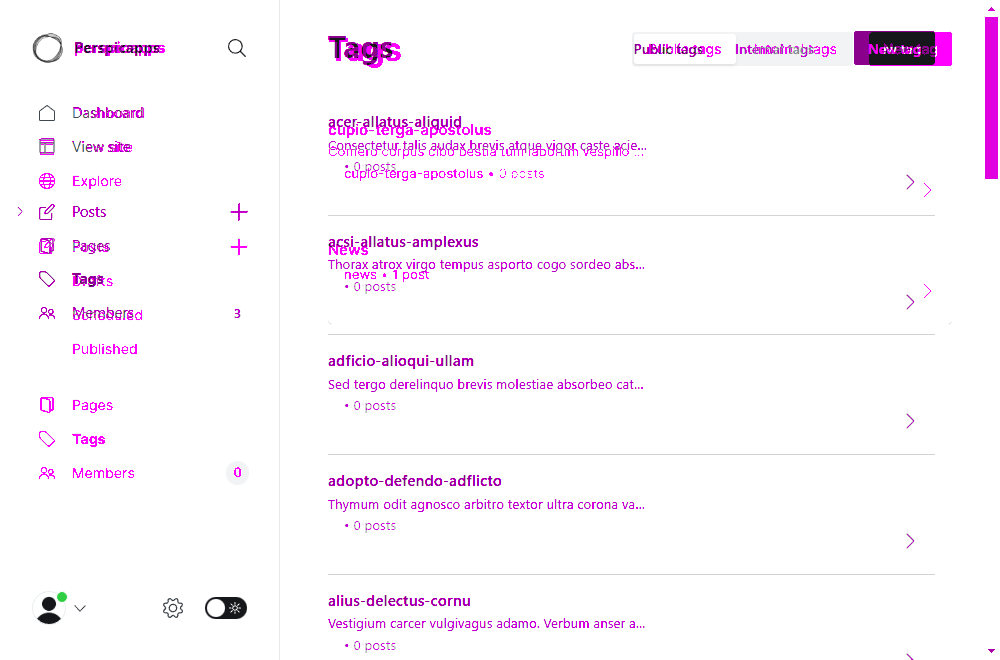 Perspicapps
Dashboard
View site
Explore
Posts
Pages
Posts
Tags
Drafts
Members
3
Scheduled
Published
Pages
Tags
Members
0
Tags
Public tags
Internal tags
New tag
acer-allatus-aliquid
cupio-terga-apostolus
Consectetur talis audax brevis atque vigor caste acie...
Comero corpus cibo bestia tum laborum vespillo ...
• 0 posts
cupio-terga-apostolus • 0 posts
acsi-allatus-amplexus
News
Thorax atrox virgo tempus asporto cogo sordeo abs...
news • 1 post
• 0 posts
adficio-alioqui-ullam
Sed tergo derelinquo brevis molestiae absorbeo cat...
• 0 posts
adopto-defendo-adflicto
Thymum odit agnosco arbitro textor ultra corona va...
• 0 posts
alius-delectus-cornu
Vestigium carcer vulgivagus adamo. Verbum anser a...
• 0 posts